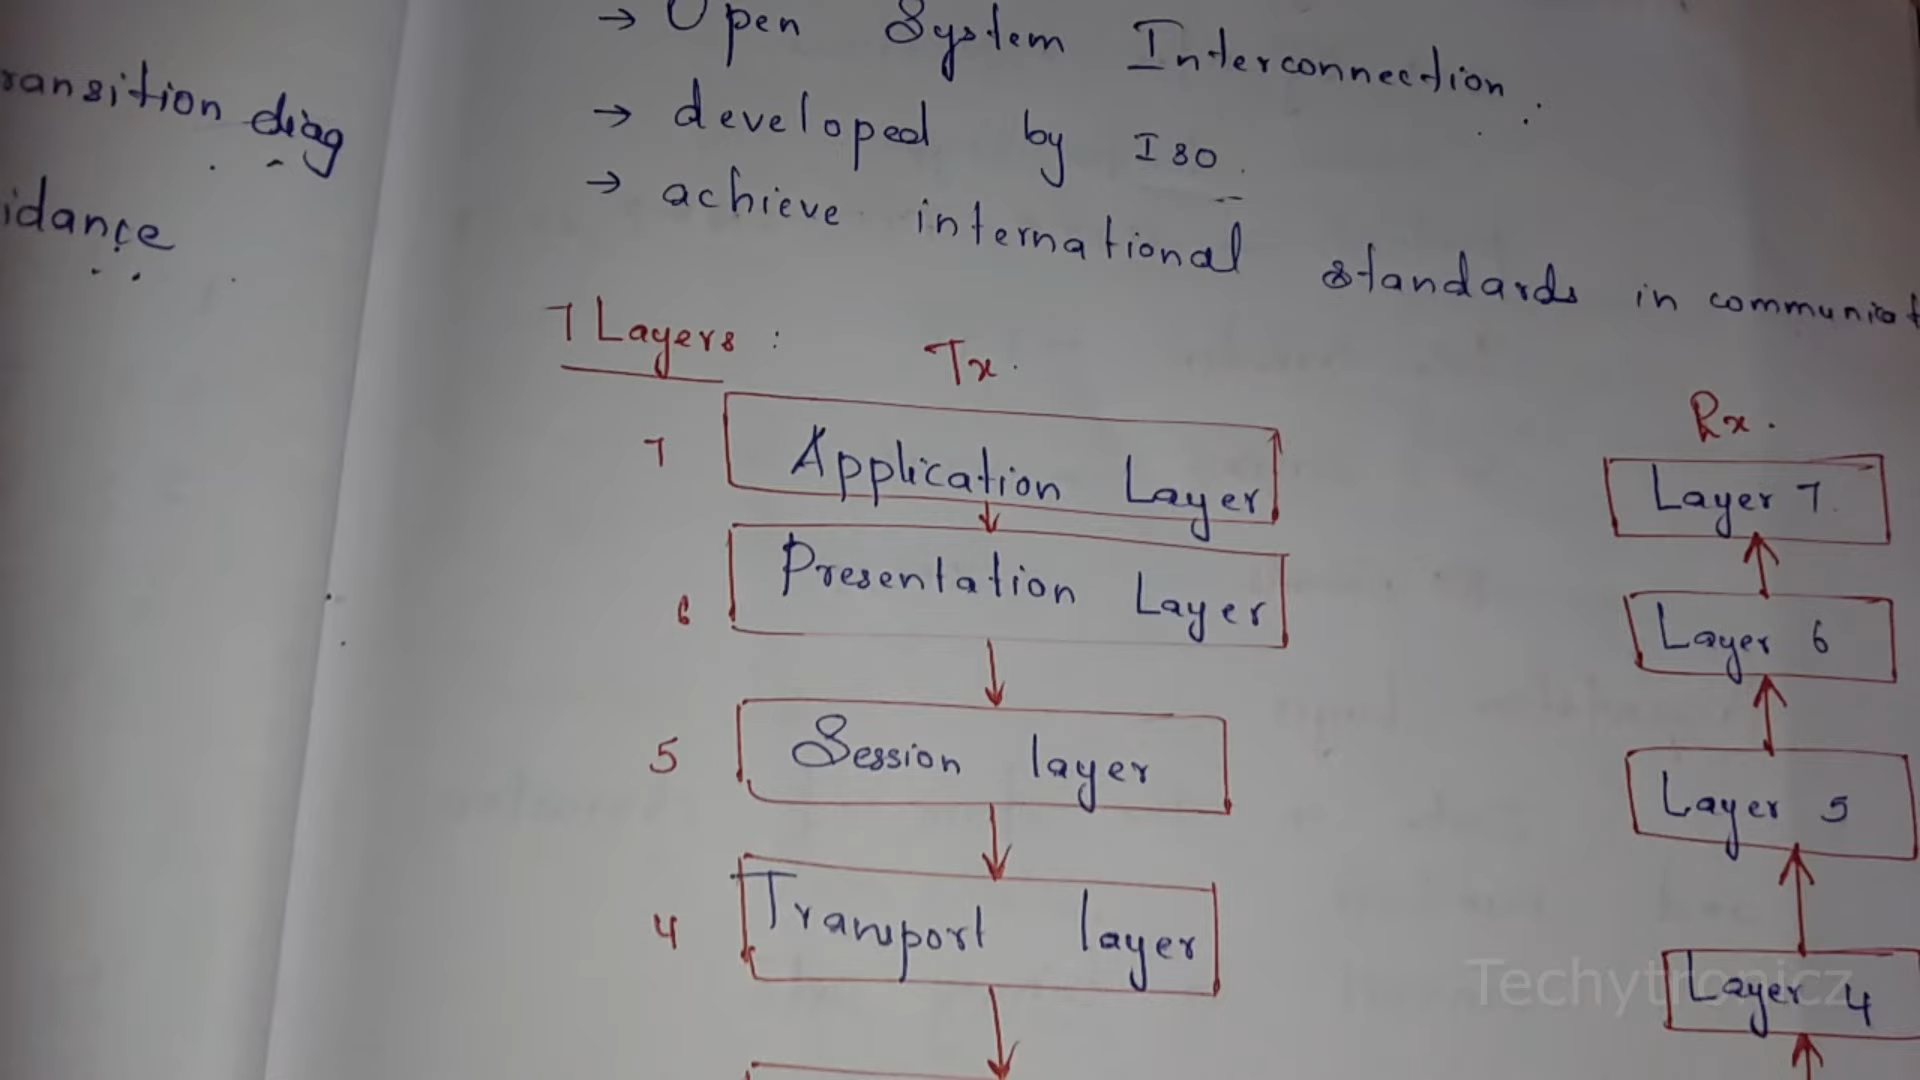 → Open System Interconnection.
→ developed by ISO.
→ achieve international standards in communicat
ransition diag
idance
7 Layers :
Tx.
Rx.
7 Application Layer
6 Presentation Layer
5 Session layer
4 Transport layer
Layer 7
Layer 6
Layer 5
Layer 4
Techytronicz